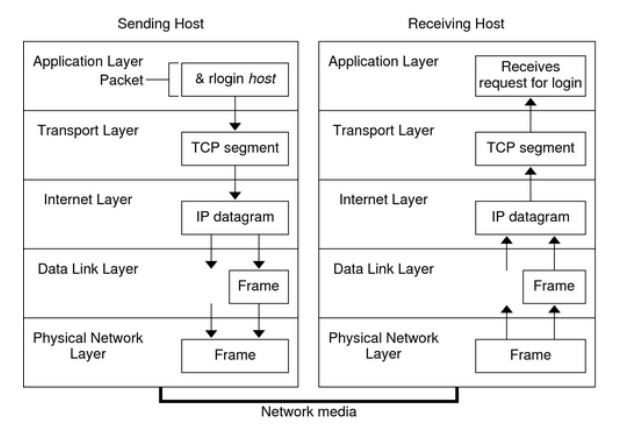 Sending Host
Receiving Host
Application Layer
Packet
& rlogin host
Application Layer
Receives
request for login
Transport Layer
TCP segment
Transport Layer
TCP segment
Internet Layer
IP datagram
Internet Layer
IP datagram
Data Link Layer
Frame
Data Link Layer
Frame
Physical Network
Layer
Frame
Physical Network
Layer
Frame
Network media